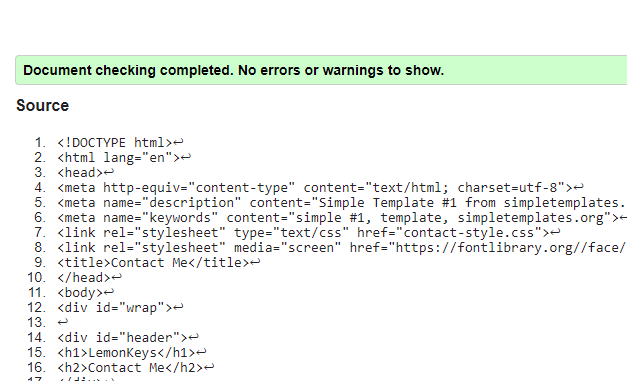 Document checking completed. No errors or warnings to show.
Source
1. <!DOCTYPE html>↩
2. <html lang="en">↩
3. <head>↩
4. <meta http-equiv="content-type" content="text/html; charset=utf-8">↩
5. <meta name="description" content="Simple Template #1 from simpletemplates.
6. <meta name="keywords" content="simple #1, template, simpletemplates.org">↩
7. <link rel="stylesheet" type="text/css" href="contact-style.css">↩
8. <link rel="stylesheet" media="screen" href="https://fontlibrary.org//face/
9. <title>Contact Me</title>↩
10. </head>↩
11. <body>↩
12. <div id="wrap">↩
13. ↩
14. <div id="header">↩
15. <h1>LemonKeys</h1>↩
16. <h2>Contact Me</h2>↩
17. </div>↩